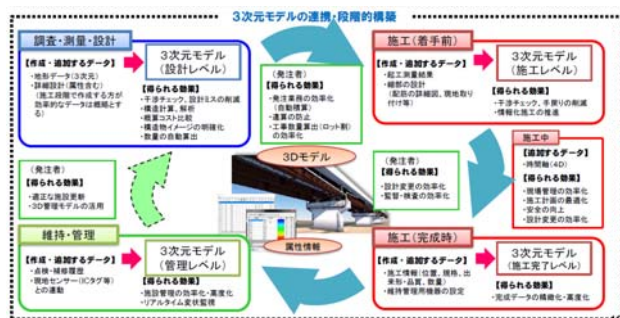 3次元モデルの連携・段階的構築
調査・測量・設計
【作成・追加するデータ】
・地形データ(3次元)
・詳細設計(属性含む)
(施工段階で作成する方が
効率的なデータは概略とする)
3次元モデル
(設計レベル)
【得られる効果】
・干渉チェック、設計ミスの削減
・構造計算、解析
・概算コスト比較
・構造物イメージの明確化
・数量の自動算出
(発注者)
【得られる効果】
・発注業務の効率化
(自動積算)
・違算の防止
・工事数量算出(ロット割)
の効率化
施工(着手前)
【作成・追加するデータ】
・起工測量結果
・細部の設計
(配筋の詳細図、現地取
り付け等)
3次元モデル
(施工レベル)
【得られる効果】
・干渉チェック、手戻りの削減
・情報化施工の推進
施工中
【追加するデータ】
・時間軸(4D)
【得られる効果】
・現場管理の効率化
・施工計画の最適化
・安全の向上
・設計変更の効率化
(発注者)
【得られる効果】
・設計変更の効率化
・監督・検査の効率化
3Dモデル
属性情報
(発注者)
【得られる効果】
・適正な施設更新
・3D管理モデルの活用
維持・管理
【作成・追加するデータ】
・点検・補修履歴
・現地センサー(ICタグ等)
との連動
3次元モデル
(管理レベル)
【得られる効果】
・施設管理の効率化・高度化
・リアルタイム変状監視
施工(完成時)
【作成・追加するデータ】
・施工情報(位置、規格、出
来形・品質、数量)
・維持管理用機器の設定
3次元モデル
(施工完了レベル)
【得られる効果】
・完成データの精緻化・高度化